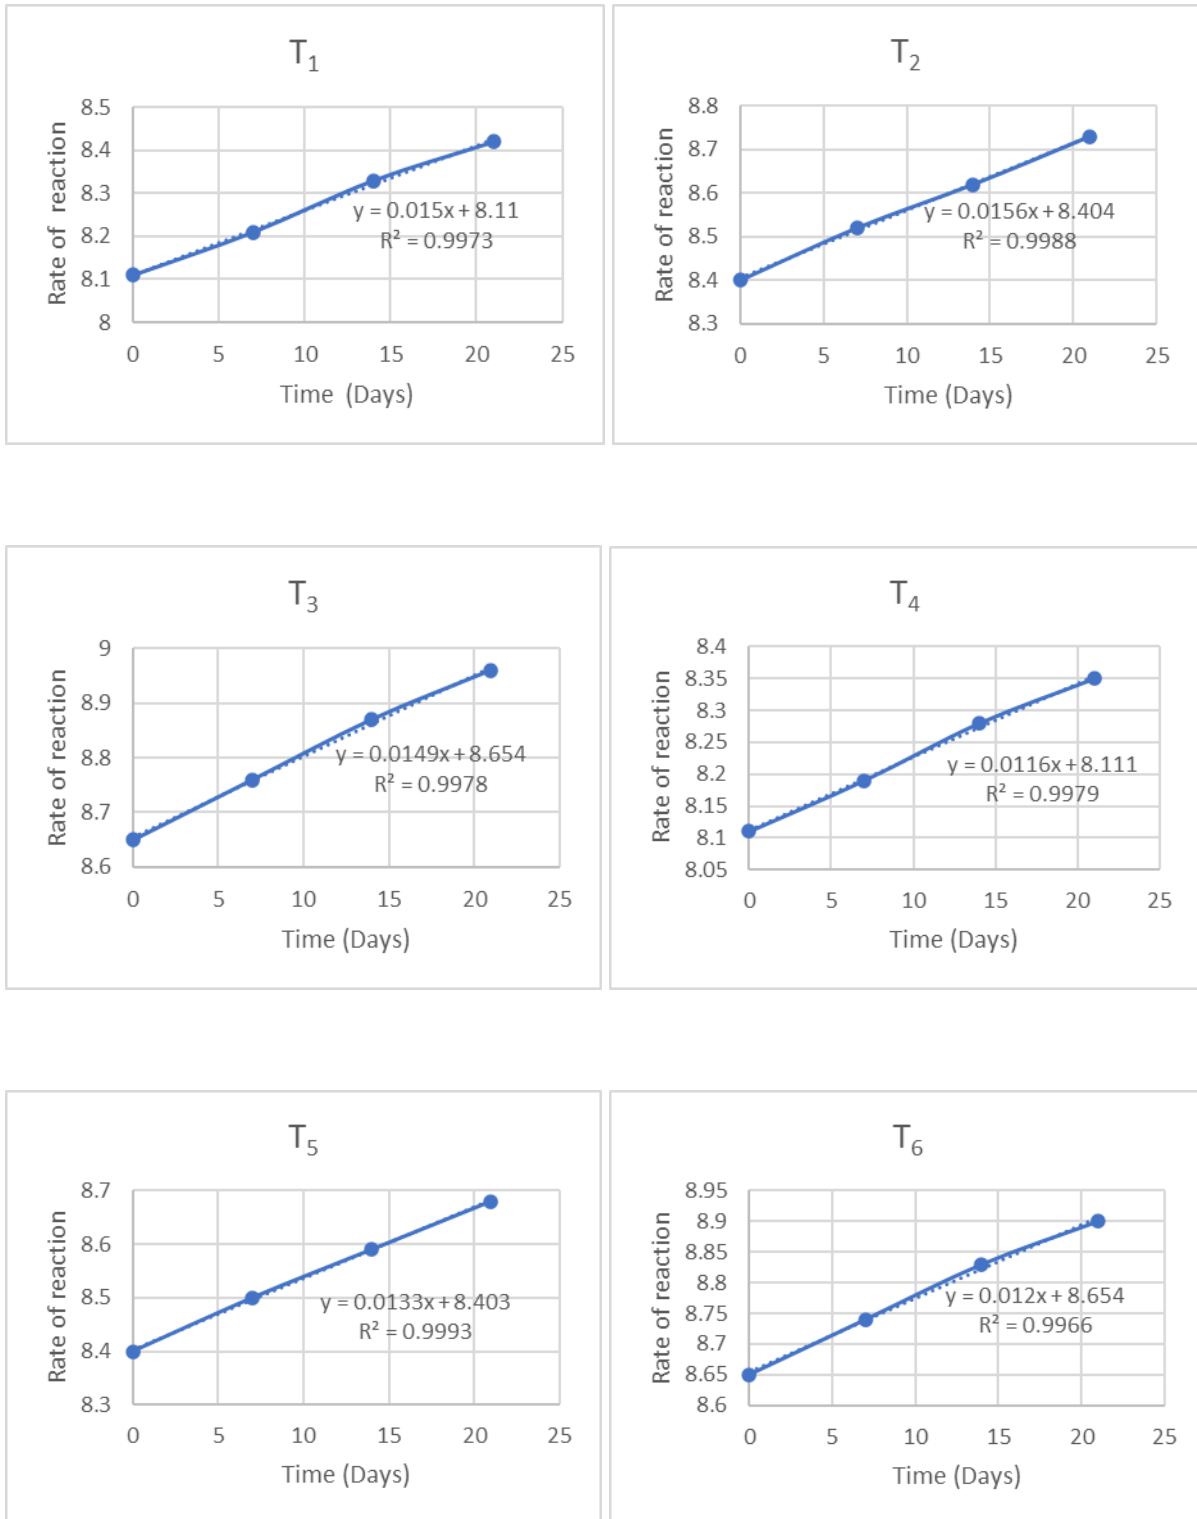 T1
Rate of reaction
8.5
8.4
8.3
8.2
8.1
8
y = 0.015x + 8.11
R² = 0.9973
0 5 10 15 20 25
Time (Days)
T2
Rate of reaction
8.8
8.7
8.6
8.5
8.4
8.3
y = 0.0156x + 8.404
R² = 0.9988
0 5 10 15 20 25
Time (Days)
T3
Rate of reaction
9
8.9
8.8
8.7
8.6
y = 0.0149x + 8.654
R² = 0.9978
0 5 10 15 20 25
Time (Days)
T4
Rate of reaction
8.4
8.35
8.3
8.25
8.2
8.15
8.1
8.05
y = 0.0116x + 8.111
R² = 0.9979
0 5 10 15 20 25
Time (Days)
T5
Rate of reaction
8.7
8.6
8.5
8.4
8.3
y = 0.0133x + 8.403
R² = 0.9993
0 5 10 15 20 25
Time (Days)
T6
Rate of reaction
8.95
8.9
8.85
8.8
8.75
8.7
8.65
8.6
y = 0.012x + 8.654
R² = 0.9966
0 5 10 15 20 25
Time (Days)